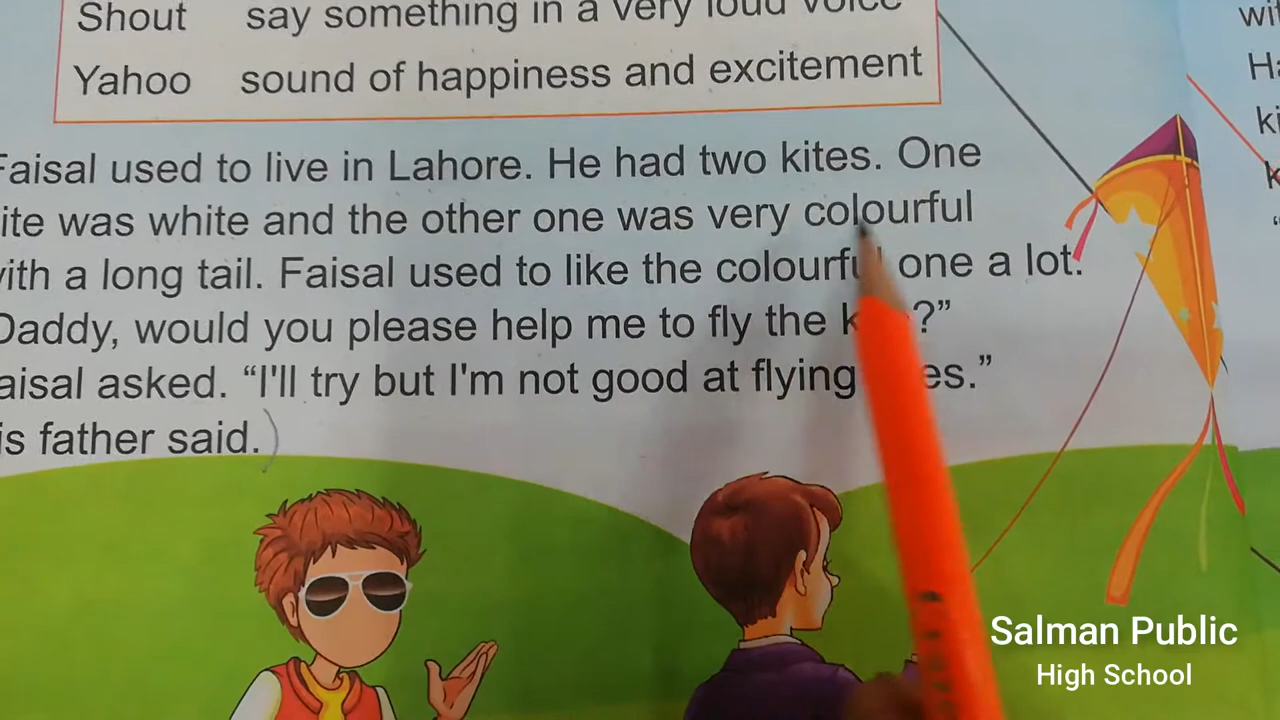 Shout say something in a very loud voice
Yahoo sound of happiness and excitement
Faisal used to live in Lahore. He had two kites. One
ite was white and the other one was very colourful
with a long tail. Faisal used to like the colourful one a lot.
Daddy, would you please help me to fly the k ?”
aisal asked. “I'll try but I'm not good at flying es.”
is father said.)
Salman Public
High School